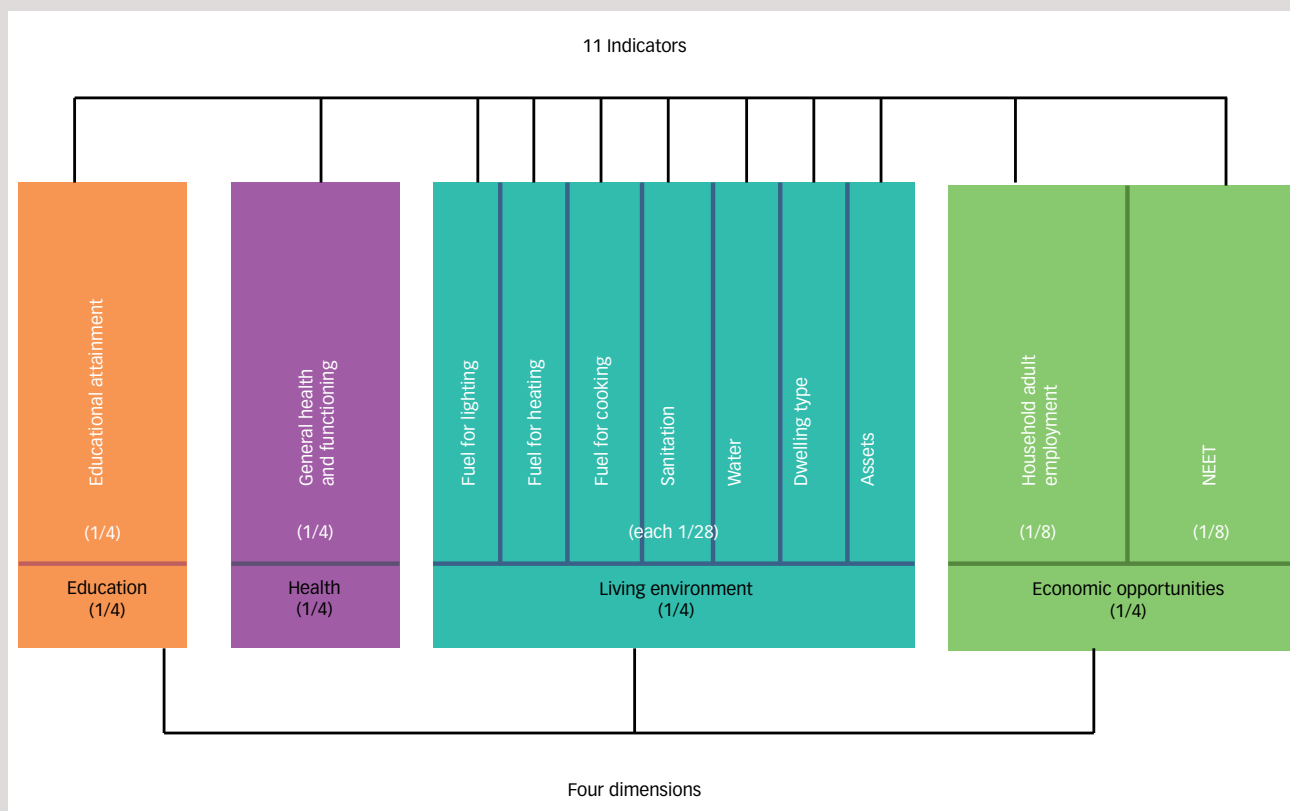 11 Indicators
Educational attainment
(1/4)
Education
(1/4)
General health
and functioning
(1/4)
Health
(1/4)
Fuel for lighting
Fuel for heating
Fuel for cooking
Sanitation
Water
Dwelling type
Assets
(each 1/28)
Living environment
(1/4)
Household adult
employment
(1/8)
NEET
(1/8)
Economic opportunities
(1/4)
Four dimensions